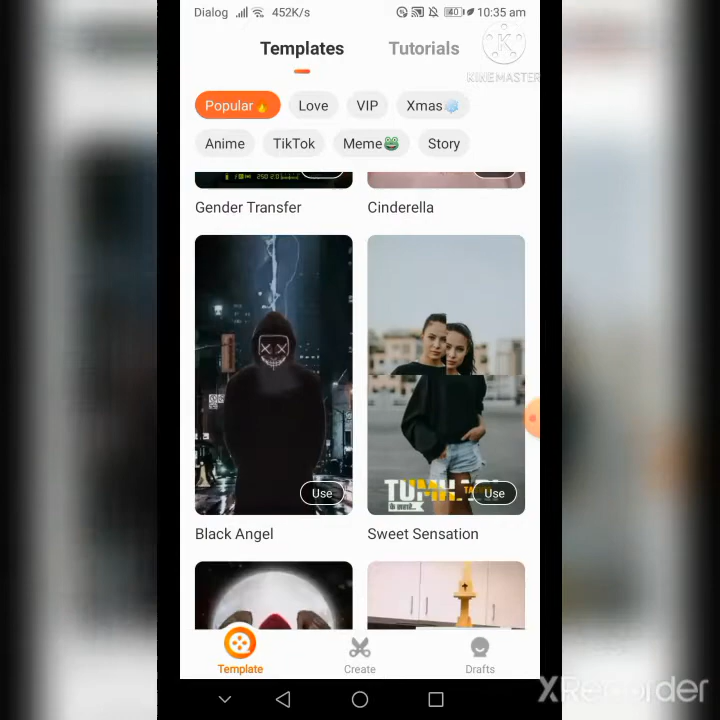 Dialog 452K/s 40 10:35 am
Templates Tutorials
K
KINEMASTER
Popular Love VIP Xmas
Anime TikTok Meme Story
Gender Transfer Cinderella
Use Use
Black Angel Sweet Sensation
Template Create Drafts
XRecorder